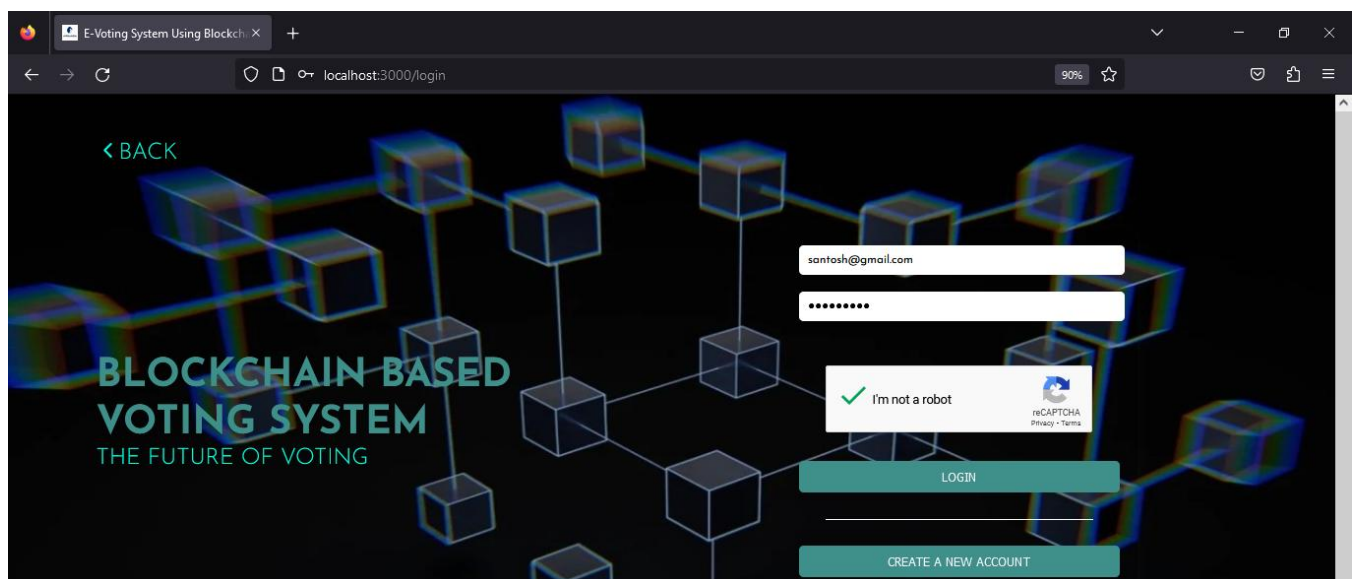 E-Voting System Using Blockch
localhost:3000/login
90%
BACK
santosh@gmail.com
•••••••••
BLOCKCHAIN BASED
VOTING SYSTEM
THE FUTURE OF VOTING
I'm not a robot
reCAPTCHA
Privacy - Terms
LOGIN
CREATE A NEW ACCOUNT